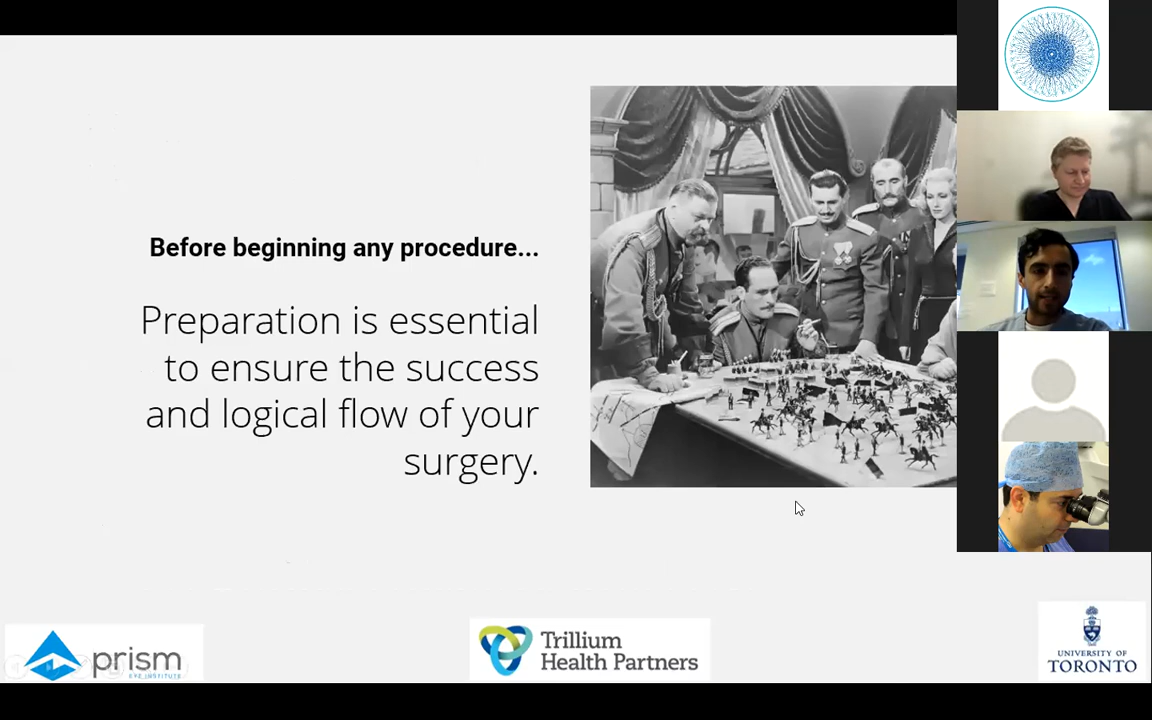 Before beginning any procedure...
Preparation is essential
to ensure the success
and logical flow of your
surgery.
prism
EYE INSTITUTE
Trillium
Health Partners
UNIVERSITY OF
TORONTO